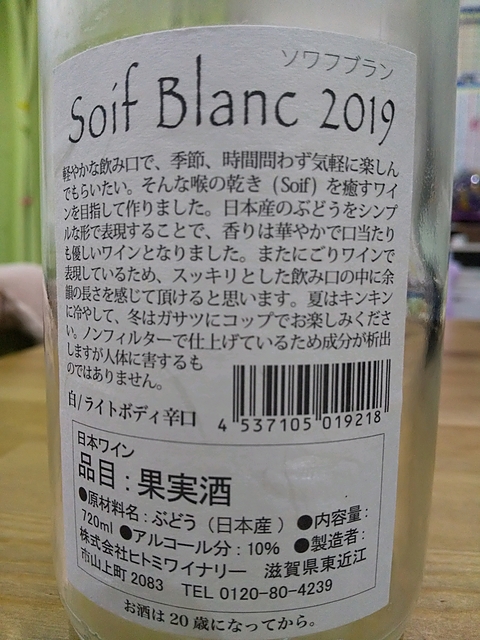 ソワフブラン
Soif Blanc 2019
軽やかな飲み口で、季節、時間問わず気軽に楽しん
でもらいたい。そんな喉の乾き（Soif）を癒すワイ
ンを目指して作りました。日本産のぶどうをシンプ
ルな形で表現することで、香りは華やかで口当たり
も優しいワインとなりました。またにごりワインで
表現しているため、スッキリとした飲み口の中に余
韻の長さを感じて頂けると思います。夏はキンキン
に冷やして、冬はガサツにコップでお楽しみくださ
い。ノンフィルターで仕上げているため成分が析出
しますが人体に害するも
のではありません。
白/ライトボディ辛口
4 537105 019218
日本ワイン
品目：果実酒
●原材料名：ぶどう（日本産）●内容量：
720ml ●アルコール分：10% ●製造者：
株式会社ヒトミワイナリー 滋賀県東近江
市山上町2083 TEL 0120-80-4239
お酒は20歳になってから。